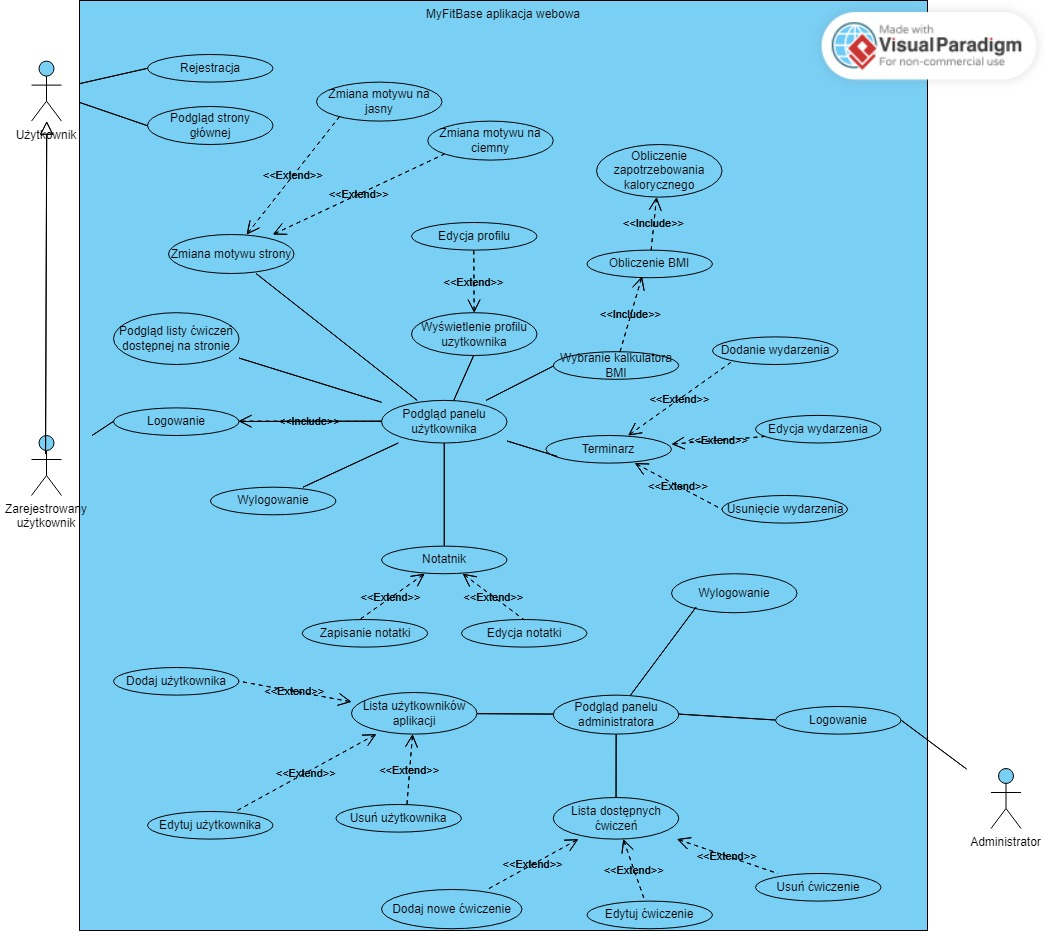 MyFitBase aplikacja webowa
Made with
VisualParadigm
For non-commercial use
Rejestracja
Podgląd strony
głównej
Użytkownik
Zmiana motywu na
jasny
Zmiana motywu na
ciemny
<<Extend>>
<<Extend>>
Zmiana motywu strony
Obliczenie
zapotrzebowania
kalorycznego
<<Include>>
Obliczenie BMI
<<Include>>
Wybranie kalkulatora
BMI
Edycja profilu
<<Extend>>
Wyświetlenie profilu
uzytkownika
Podgląd listy ćwiczeń
dostępnej na stronie
Logowanie
<<Include>>
Podgląd panelu
użytkownika
Dodanie wydarzenia
<<Extend>>
Edycja wydarzenia
<<Extend>>
Terminarz
<<Extend>>
Usunięcie wydarzenia
Zarejestrowany
użytkownik
Wylogowanie
Notatnik
<<Extend>>
<<Extend>>
Zapisanie notatki
Edycja notatki
Wylogowanie
Dodaj użytkownika
<<Extend>>
Lista użytkowników
aplikacji
Podgląd panelu
administratora
Logowanie
<<Extend>>
<<Extend>>
Edytuj użytkownika
Usuń użytkownika
Lista dostępnych
ćwiczeń
Administrator
<<Extend>>
<<Extend>>
<<Extend>>
Dodaj nowe ćwiczenie
Edytuj ćwiczenie
Usuń ćwiczenie